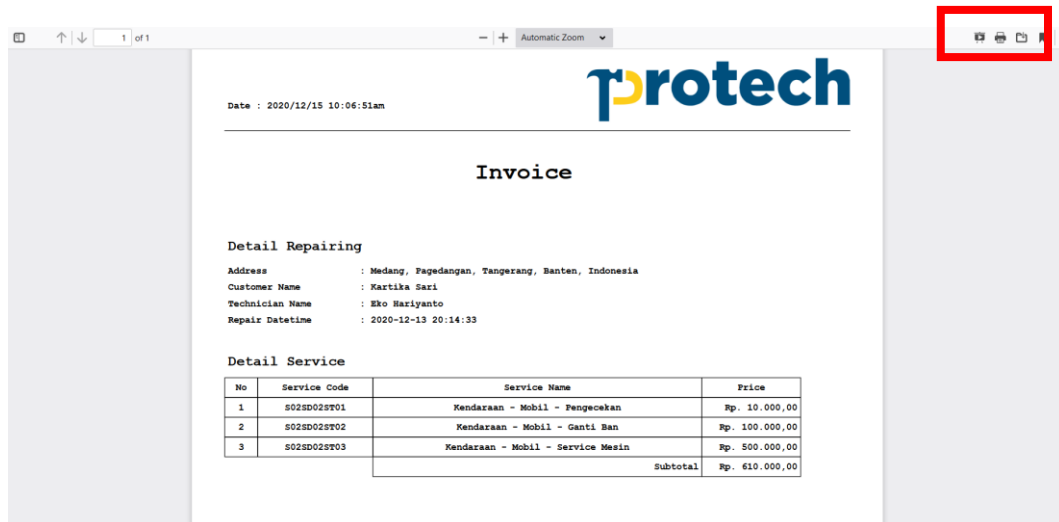 1 of 1
Automatic Zoom
Date : 2020/12/15 10:06:51am
protech
Invoice
Detail Repairing
Address : Medang, Pagedangan, Tangerang, Banten, Indonesia
Customer Name : Kartika Sari
Technician Name : Eko Hariyanto
Repair Datetime : 2020-12-13 20:14:33
Detail Service
No Service Code Service Name Price
1 S02SD02ST01 Kendaraan - Mobil - Pengecekan Rp. 10.000,00
2 S02SD02ST02 Kendaraan - Mobil - Ganti Ban Rp. 100.000,00
3 S02SD02ST03 Kendaraan - Mobil - Service Mesin Rp. 500.000,00
Subtotal Rp. 610.000,00